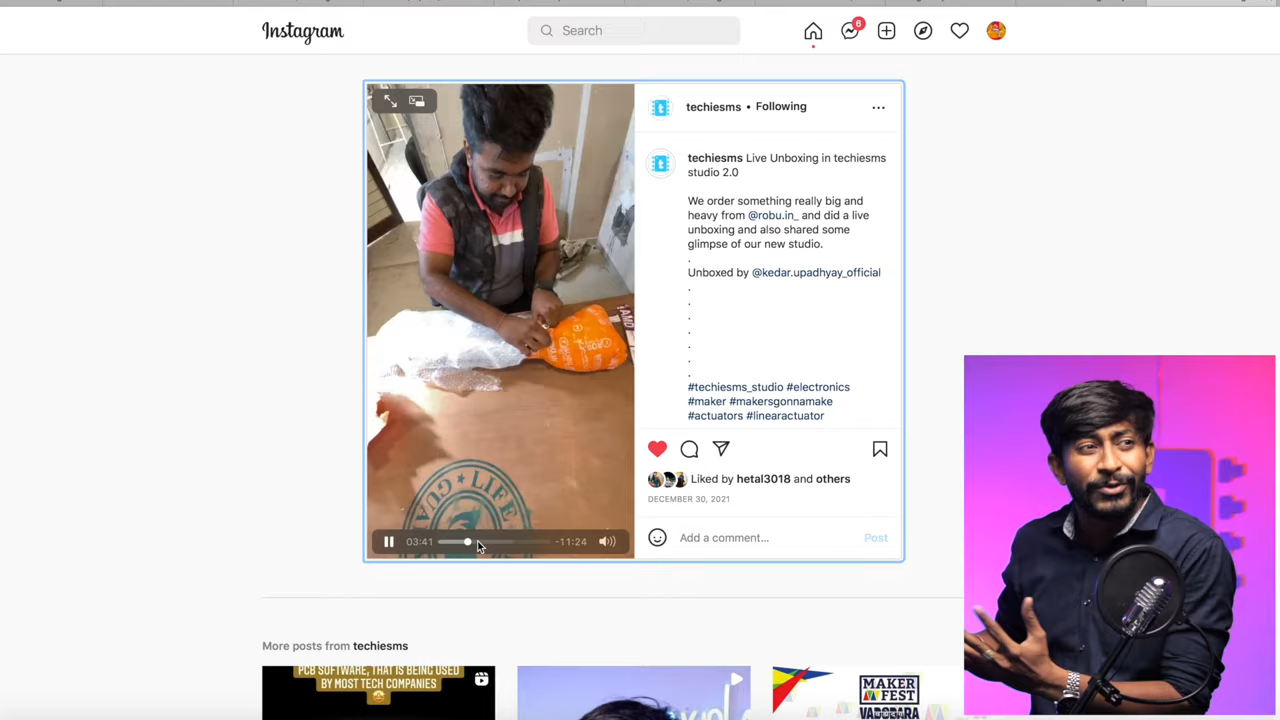 Instagram
Search
6
techiesms • Following
techiesms Live Unboxing in techiesms
studio 2.0
We order something really big and
heavy from @robu.in_ and did a live
unboxing and also shared some
glimpse of our new studio.
.
Unboxed by @kedar.upadhyay_official
.
.
.
.
.
.
.
#techiesms_studio #electronics
#maker #makersgonnamake
#actuators #linearactuator
Liked by hetal3018 and others
DECEMBER 30, 2021
Add a comment...
Post
LIFE
03:41
-11:24
More posts from techiesms
PCB SOFTWARE, THAT IS BEING USED
BY MOST TECH COMPANIES
MAKER
FEST
VADODARA